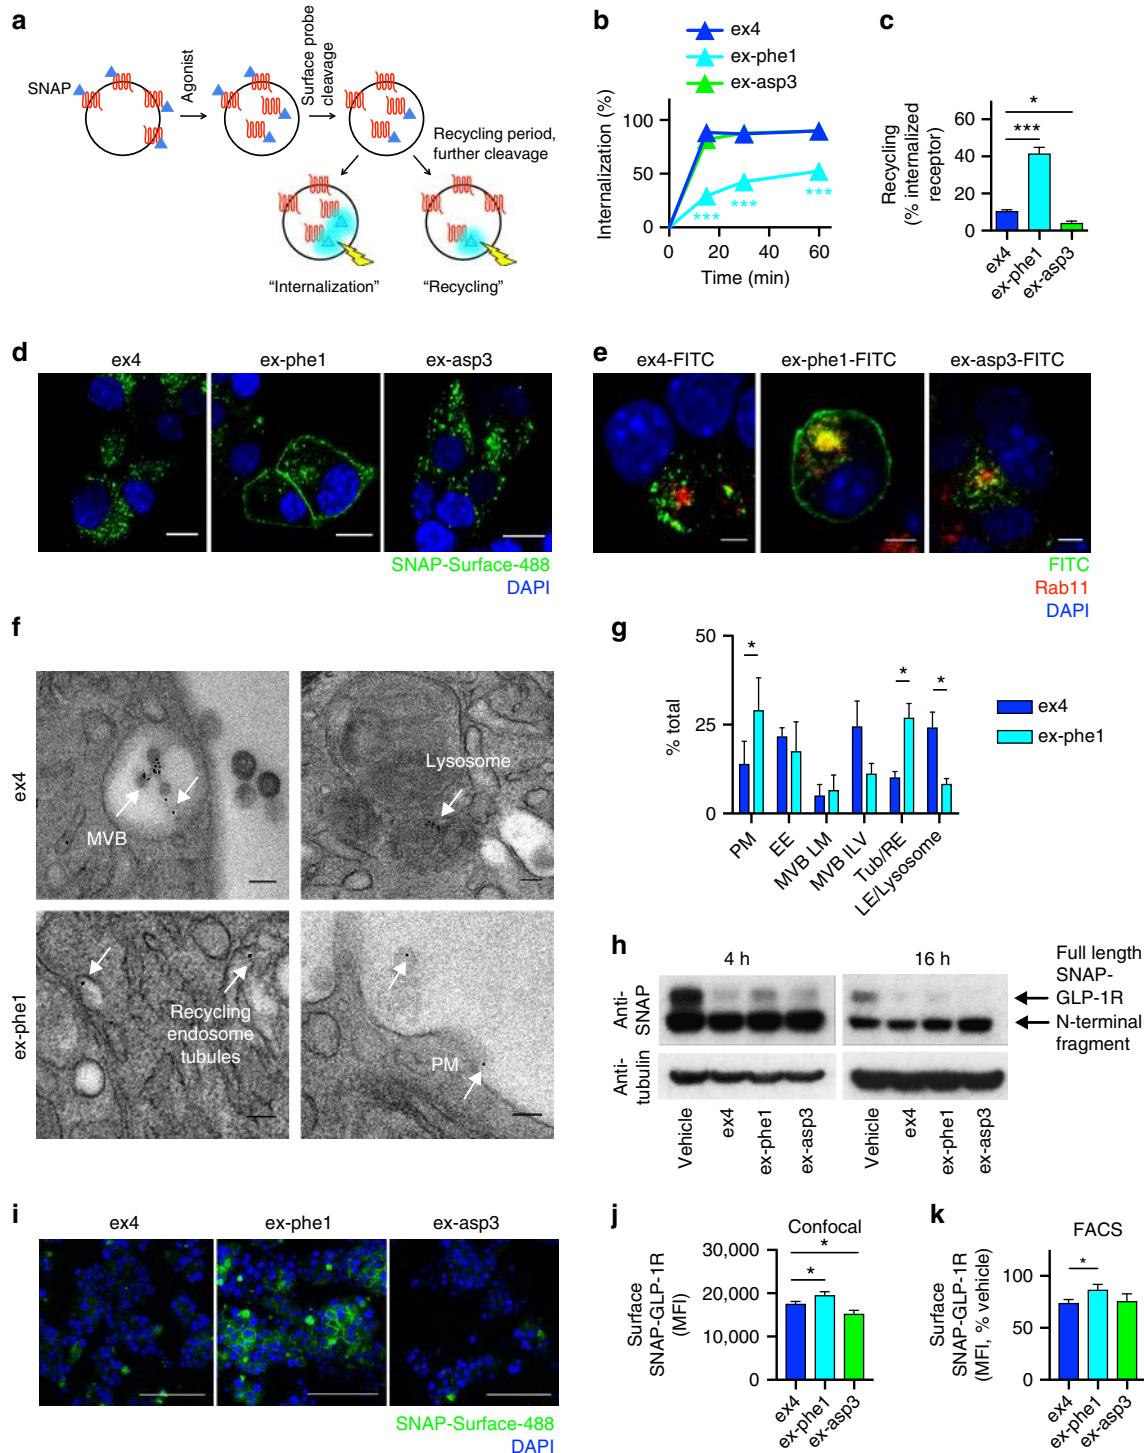 a
SNAP
Agonist
Surface probe
cleavage
Recycling period,
further cleavage
“Internalization”
“Recycling”
b
ex4
ex-phe1
ex-asp3
Internalization (%)
100
50
0
***
***
***
0
20
40
60
Time (min)
c
Recycling
(% internalized
receptor)
60
40
20
0
*
***
ex4
ex-phe1
ex-asp3
d
ex4
ex-phe1
ex-asp3
SNAP-Surface-488
DAPI
e
ex4-FITC
ex-phe1-FITC
ex-asp3-FITC
FITC
Rab11
DAPI
f
ex4
MVB
Lysosome
ex-phe1
Recycling
endosome
tubules
PM
g
% total
50
25
0
*
*
*
ex4
ex-phe1
PM
EE
MVB LM
MVB ILV
Tub/RE
LE/Lysosome
h
4 h
16 h
Anti-
SNAP
Anti-
tubulin
Full length
SNAP-
GLP-1R
N-terminal
fragment
Vehicle
ex4
ex-phe1
ex-asp3
Vehicle
ex4
ex-phe1
ex-asp3
i
ex4
ex-phe1
ex-asp3
SNAP-Surface-488
DAPI
j
Confocal
Surface
SNAP-GLP-1R
(MFI)
30,000
20,000
10,000
0
*
*
ex4
ex-phe1
ex-asp3
k
FACS
Surface
SNAP-GLP-1R
(MFI, % vehicle)
100
50
0
*
ex4
ex-phe1
ex-asp3